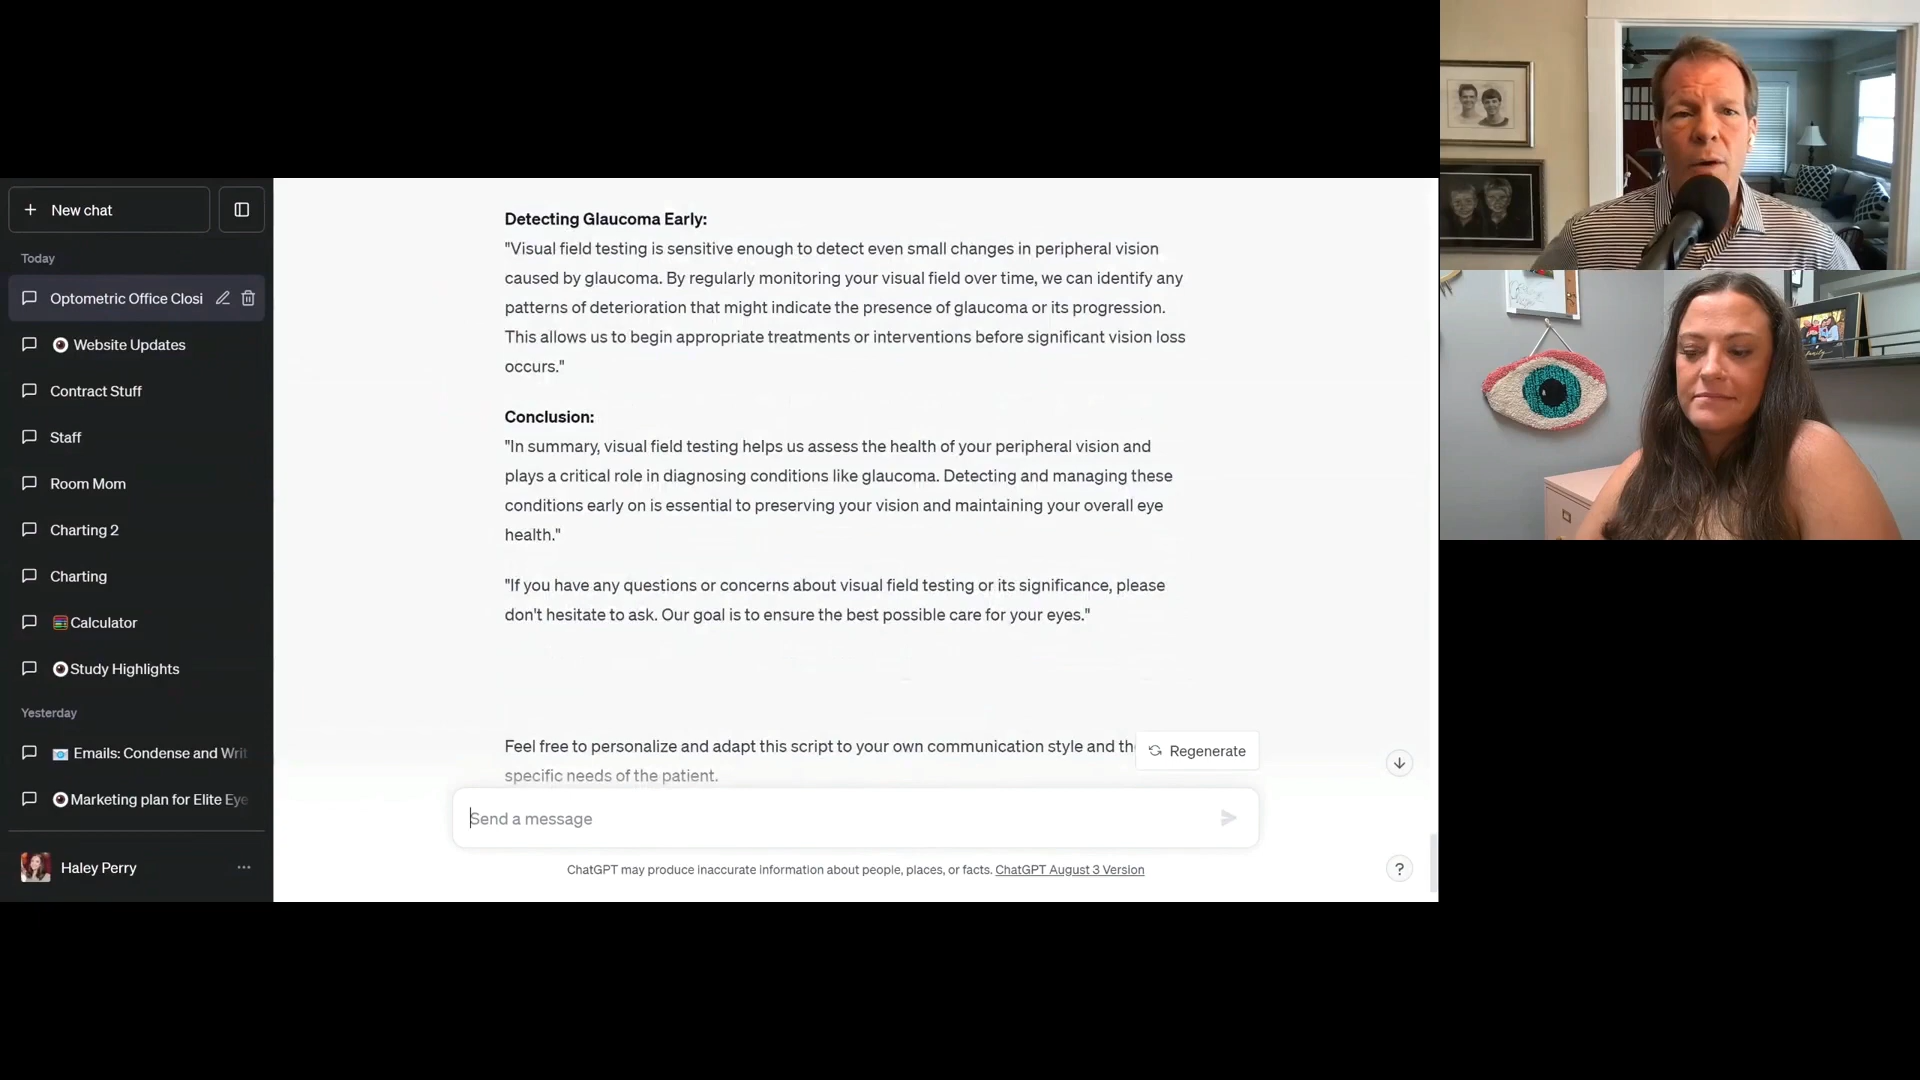 New chat
Today
Optometric Office Closi
Website Updates
Contract Stuff
Staff
Room Mom
Charting 2
Charting
Calculator
Study Highlights
Yesterday
Emails: Condense and Writ
Marketing plan for Elite Eye
Haley Perry
Detecting Glaucoma Early:
"Visual field testing is sensitive enough to detect even small changes in peripheral vision
caused by glaucoma. By regularly monitoring your visual field over time, we can identify any
patterns of deterioration that might indicate the presence of glaucoma or its progression.
This allows us to begin appropriate treatments or interventions before significant vision loss
occurs."
Conclusion:
"In summary, visual field testing helps us assess the health of your peripheral vision and
plays a critical role in diagnosing conditions like glaucoma. Detecting and managing these
conditions early on is essential to preserving your vision and maintaining your overall eye
health."
"If you have any questions or concerns about visual field testing or its significance, please
don't hesitate to ask. Our goal is to ensure the best possible care for your eyes."
Feel free to personalize and adapt this script to your own communication style and th
specific needs of the patient.
Regenerate
Send a message
ChatGPT may produce inaccurate information about people, places, or facts. ChatGPT August 3 Version
?